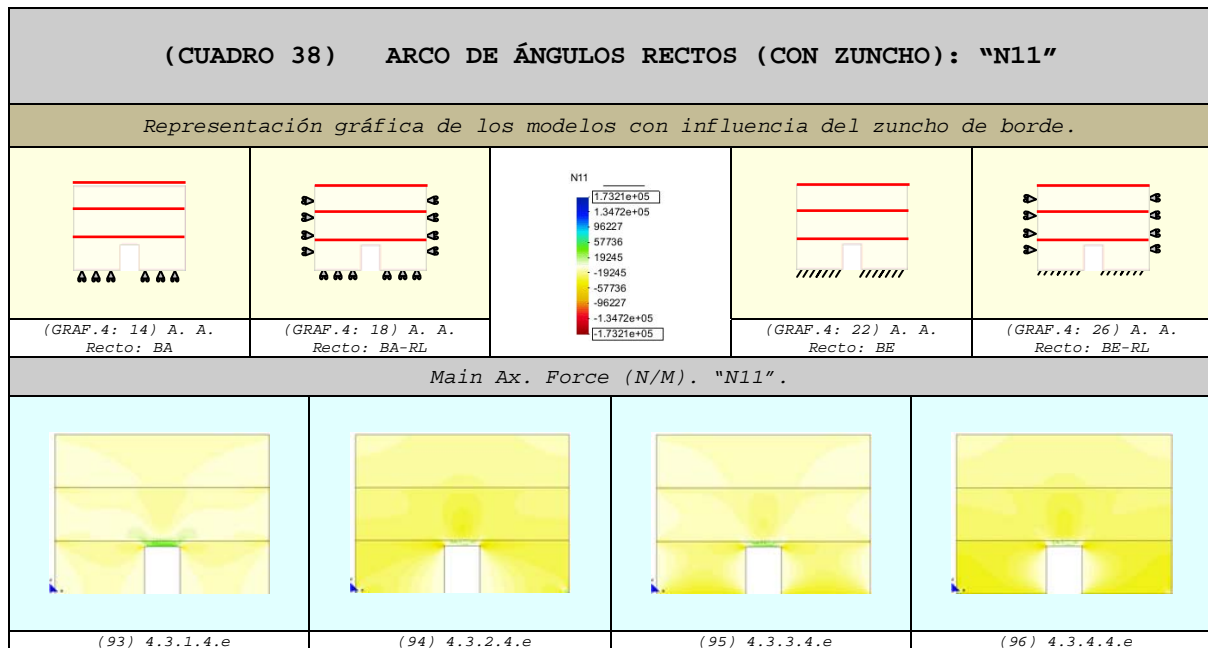 (CUADRO 38) ARCO DE ÁNGULOS RECTOS (CON ZUNCHO): “N11”
Representación gráfica de los modelos con influencia del zuncho de borde.
N11
1.7321e+05
1.3472e+05
96227
57736
19245
-19245
-57736
-96227
-1.3472e+05
-1.7321e+05
(GRAF.4: 14) A. A.
Recto: BA
(GRAF.4: 18) A. A.
Recto: BA-RL
(GRAF.4: 22) A. A.
Recto: BE
(GRAF.4: 26) A. A.
Recto: BE-RL
Main Ax. Force (N/M). “N11”.
(93) 4.3.1.4.e
(94) 4.3.2.4.e
(95) 4.3.3.4.e
(96) 4.3.4.4.e